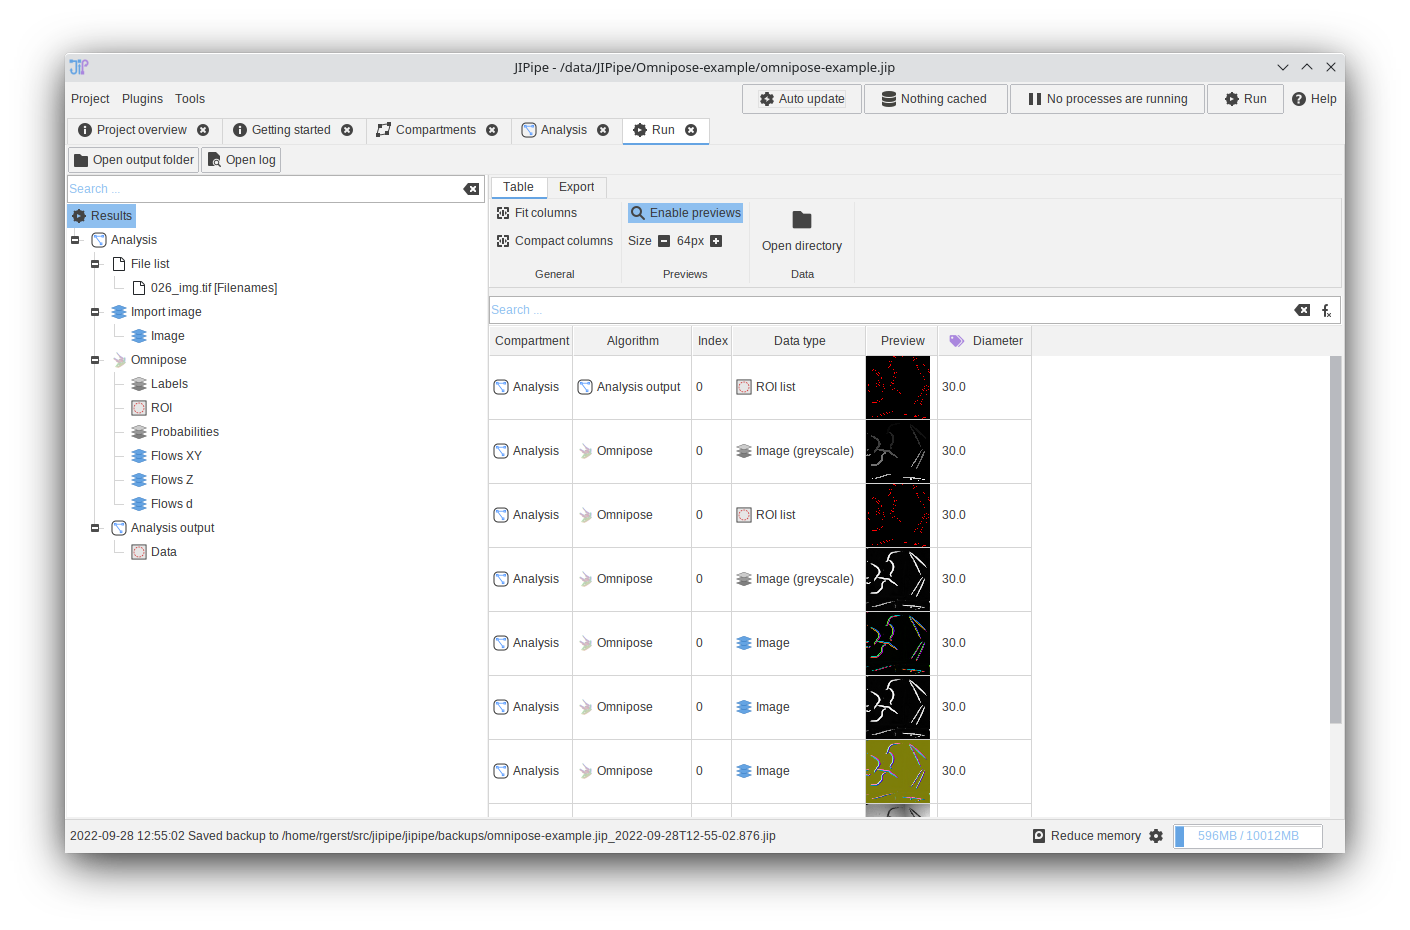 JIPipe - /data/JIPipe/Omnipose-example/omnipose-example.jip
Project Plugins Tools Auto update Nothing cached No processes are running Run Help
Project overview Getting started Compartments Analysis Run
Open output folder Open log
Search ...
Results
Analysis
File list
026_img.tif [Filenames]
Import image
Image
Omnipose
Labels
ROI
Probabilities
Flows XY
Flows Z
Flows d
Analysis output
Data
Table Export
Fit columns
Compact columns
General
Enable previews
Size 64px
Previews
Open directory
Data
Search ...
Compartment Algorithm Index Data type Preview Diameter
Analysis Analysis output 0 ROI list 30.0
Analysis Omnipose 0 Image (greyscale) 30.0
Analysis Omnipose 0 ROI list 30.0
Analysis Omnipose 0 Image (greyscale) 30.0
Analysis Omnipose 0 Image 30.0
Analysis Omnipose 0 Image 30.0
Analysis Omnipose 0 Image 30.0
2022-09-28 12:55:02 Saved backup to /home/rgerst/src/jipipe/jipipe/backups/omnipose-example.jip_2022-09-28T12-55-02.876.jip
Reduce memory 596MB / 10012MB